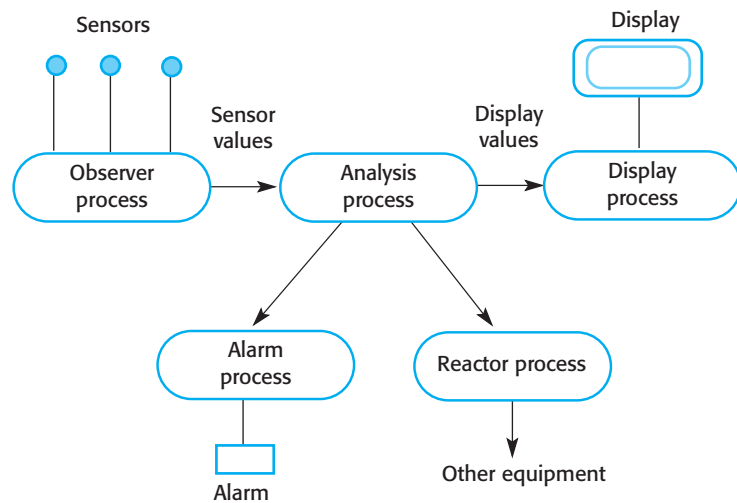 Sensors
Display
Sensor
values
Display
values
Observer
process
Analysis
process
Display
process
Alarm
process
Reactor process
Other equipment
Alarm